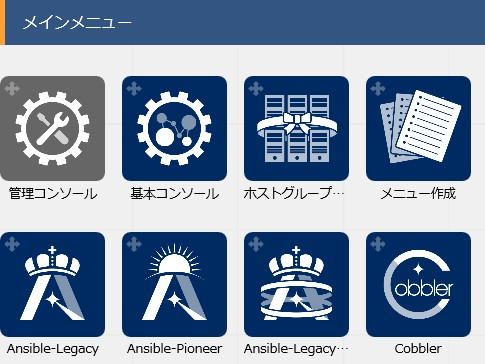 メインメニュー
管理コンソール
基本コンソール
ホストグループ…
メニュー作成
obbler
Ansible-Legacy
Ansible-Pioneer
Ansible-Legacy…
Cobbler